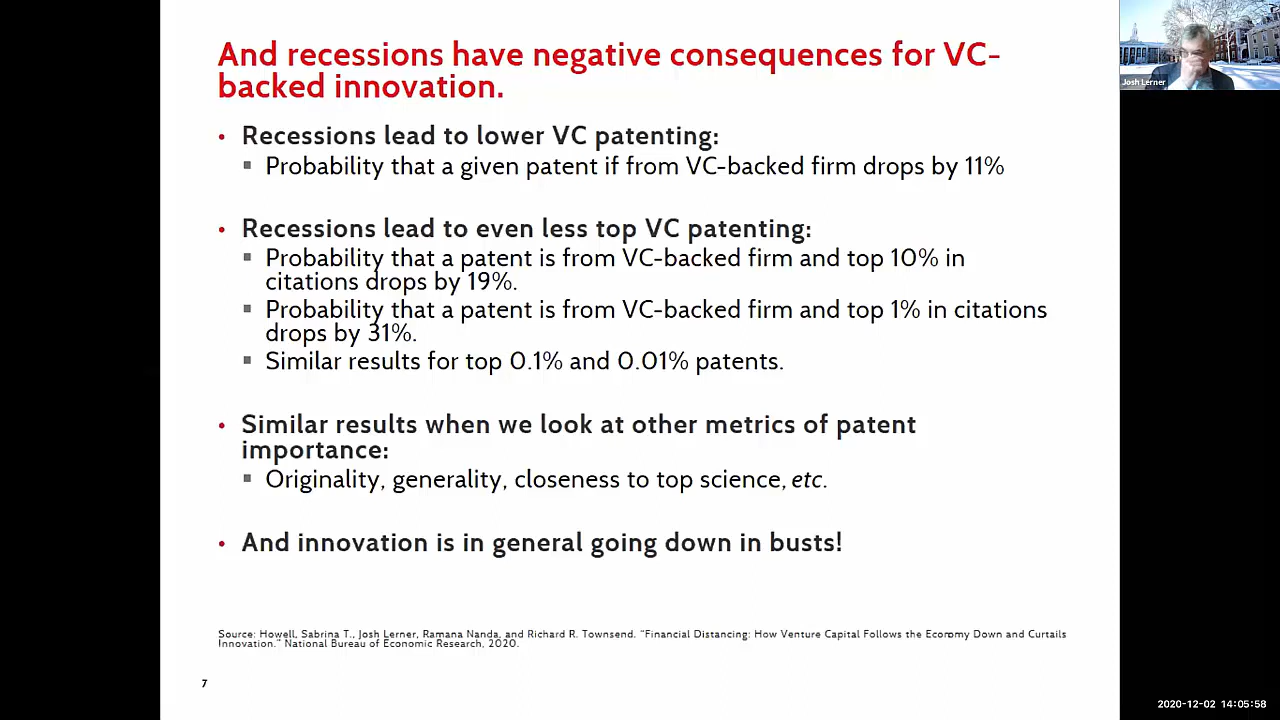 And recessions have negative consequences for VC-
backed innovation.
• Recessions lead to lower VC patenting:
▪ Probability that a given patent if from VC-backed firm drops by 11%
• Recessions lead to even less top VC patenting:
▪ Probability that a patent is from VC-backed firm and top 10% in
citations drops by 19%.
▪ Probability that a patent is from VC-backed firm and top 1% in citations
drops by 31%.
▪ Similar results for top 0.1% and 0.01% patents.
• Similar results when we look at other metrics of patent
importance:
▪ Originality, generality, closeness to top science, etc.
• And innovation is in general going down in busts!
Source: Howell, Sabrina T., Josh Lerner, Ramana Nanda, and Richard R. Townsend. "Financial Distancing: How Venture Capital Follows the Economy Down and Curtails
Innovation." National Bureau of Economic Research, 2020.
7
Josh Lerner
2020-12-02 14:05:58